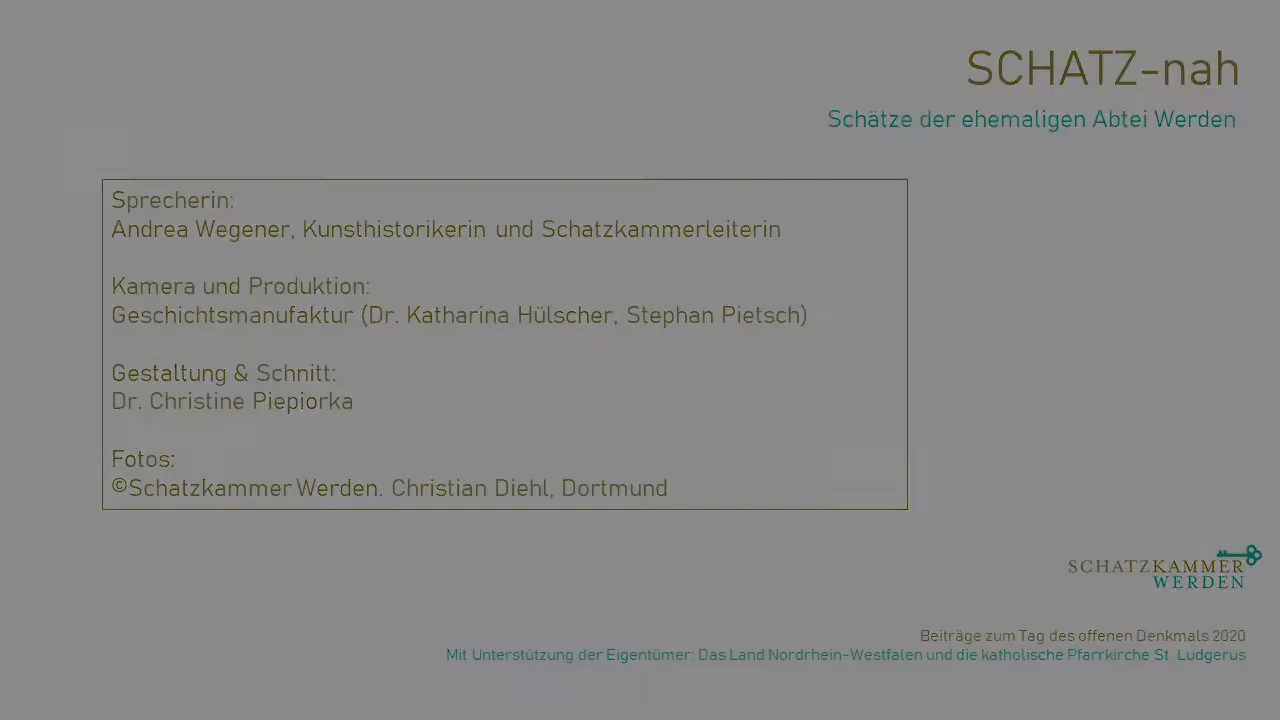 SCHATZ-nah
Schätze der ehemaligen Abtei Werden
Sprecherin:
Andrea Wegener, Kunsthistorikerin und Schatzkammerleiterin
Kamera und Produktion:
Geschichtsmanufaktur (Dr. Katharina Hülscher, Stephan Pietsch)
Gestaltung & Schnitt:
Dr. Christine Piepiorka
Fotos:
©Schatzkammer Werden. Christian Diehl, Dortmund
SCHATZKAMMER
WERDEN
Beiträge zum Tag des offenen Denkmals 2020
Mit Unterstützung der Eigentümer: Das Land Nordrhein-Westfalen und die katholische Pfarrkirche St. Ludgerus